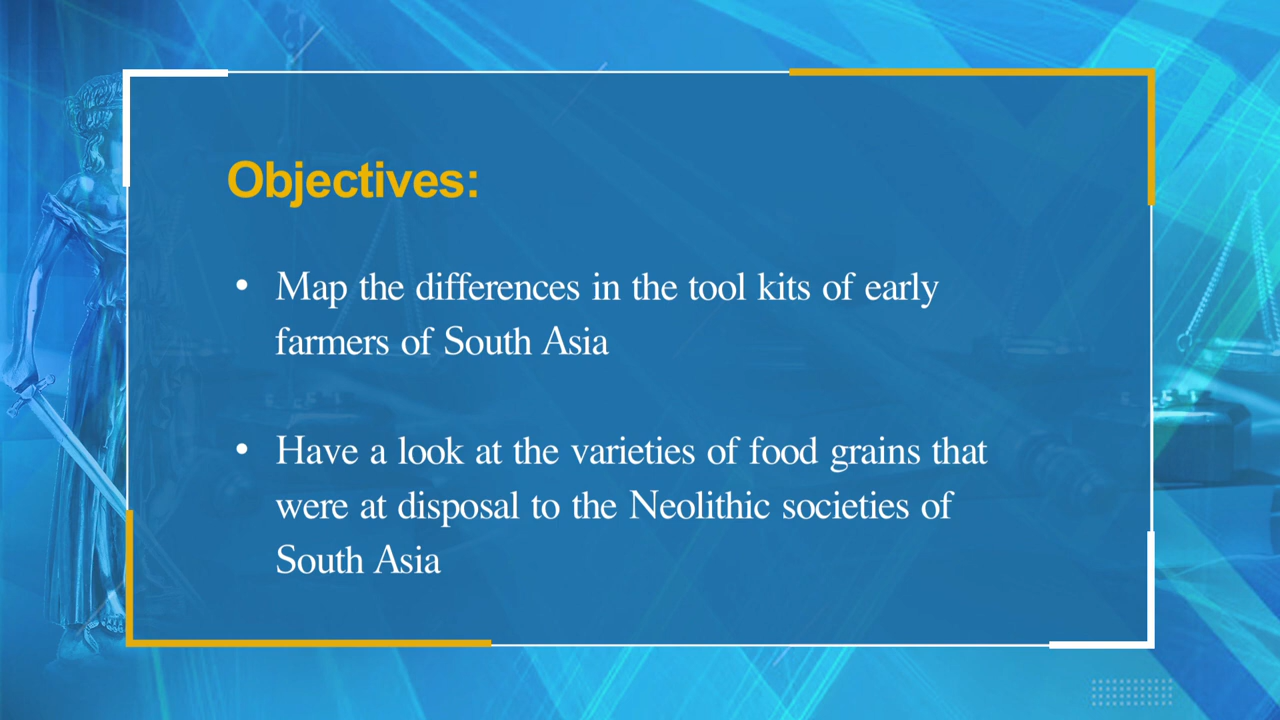 Objectives:
• Map the differences in the tool kits of early
farmers of South Asia
• Have a look at the varieties of food grains that
were at disposal to the Neolithic societies of
South Asia